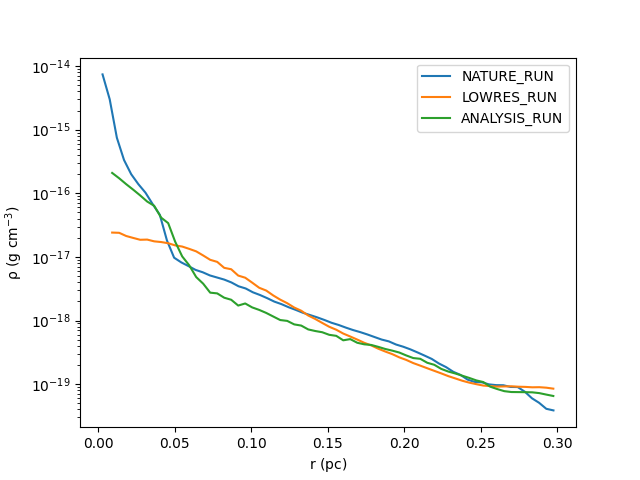 10⁻¹⁴
10⁻¹⁵
10⁻¹⁶
10⁻¹⁷
10⁻¹⁸
10⁻¹⁹
ρ (g cm⁻³)
NATURE_RUN
LOWRES_RUN
ANALYSIS_RUN
0.00 0.05 0.10 0.15 0.20 0.25 0.30
r (pc)